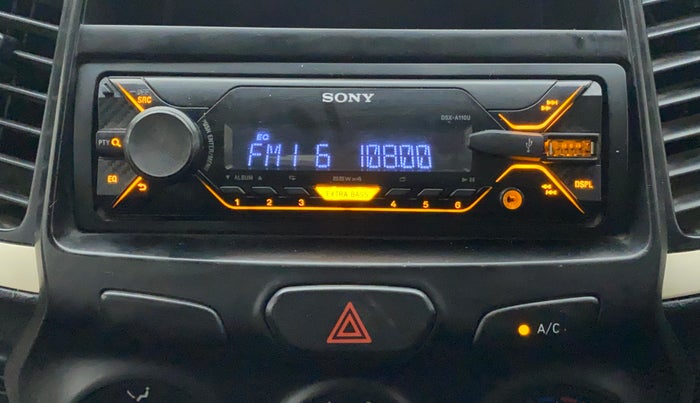 OFF
SRC
SONY
DSX-A110U
PTY
EQ
FM1 6 108.00
EQ
ALBUM
55W×4
DSPL
1 2 3 EXTRA BASS 4 5 6
A/C